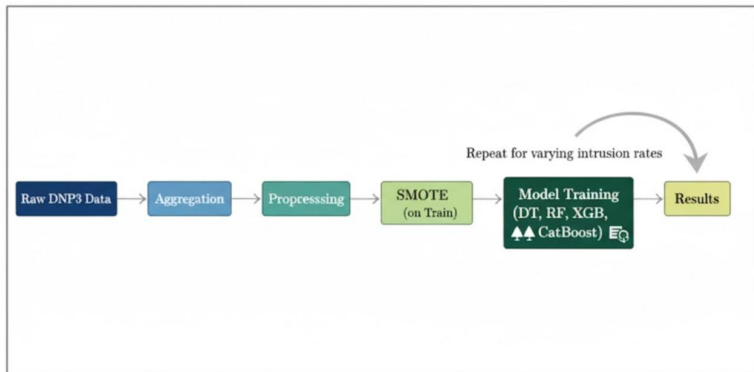 Repeat for varying intrusion rates
Raw DNP3 Data
Aggregation
Propcesssing
SMOTE
(on Train)
Model Training
(DT, RF, XGB,
CatBoost)
Results